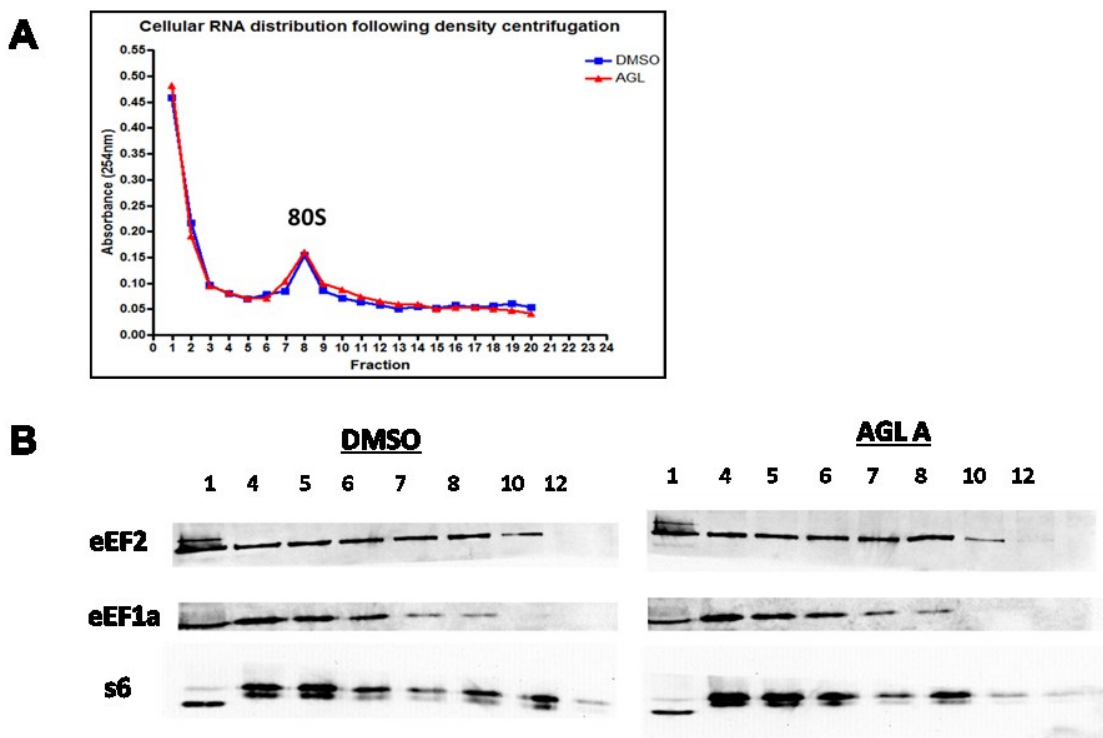 A
Cellular RNA distribution following density centrifugation
DMSO
AGL
Absorbance (254nm)
0.55
0.50
0.45
0.40
0.35
0.30
0.25
0.20
0.15
0.10
0.05
0.00
80S
0 1 2 3 4 5 6 7 8 9 10 11 12 13 14 15 16 17 18 19 20 21 22 23 24
Fraction
B
DMSO
AGL A
1 4 5 6 7 8 10 12
1 4 5 6 7 8 10 12
eEF2
eEF1a
s6